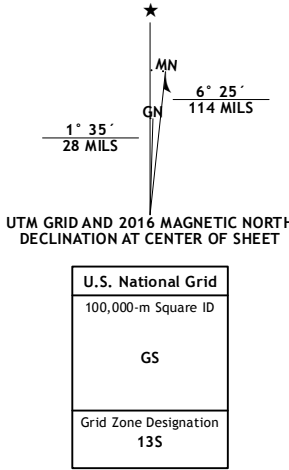 ★
MN
6° 25´
114 MILS
GN
1° 35´
28 MILS
UTM GRID AND 2016 MAGNETIC NORTH
DECLINATION AT CENTER OF SHEET
U.S. National Grid
100,000-m Square ID
GS
Grid Zone Designation
13S